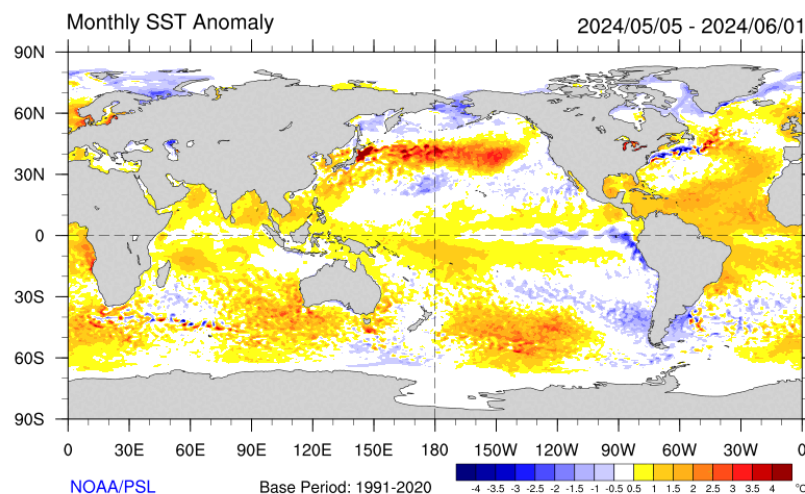 Monthly SST Anomaly 2024/05/05 - 2024/06/01
90N
60N
30N
0
30S
60S
90S
0 30E 60E 90E 120E 150E 180 150W 120W 90W 60W 30W 0
NOAA/PSL Base Period: 1991-2020
-4 -3.5 -3 -2.5 -2 -1.5 -1 -0.5 0.5 1 1.5 2 2.5 3 3.5 4 °C